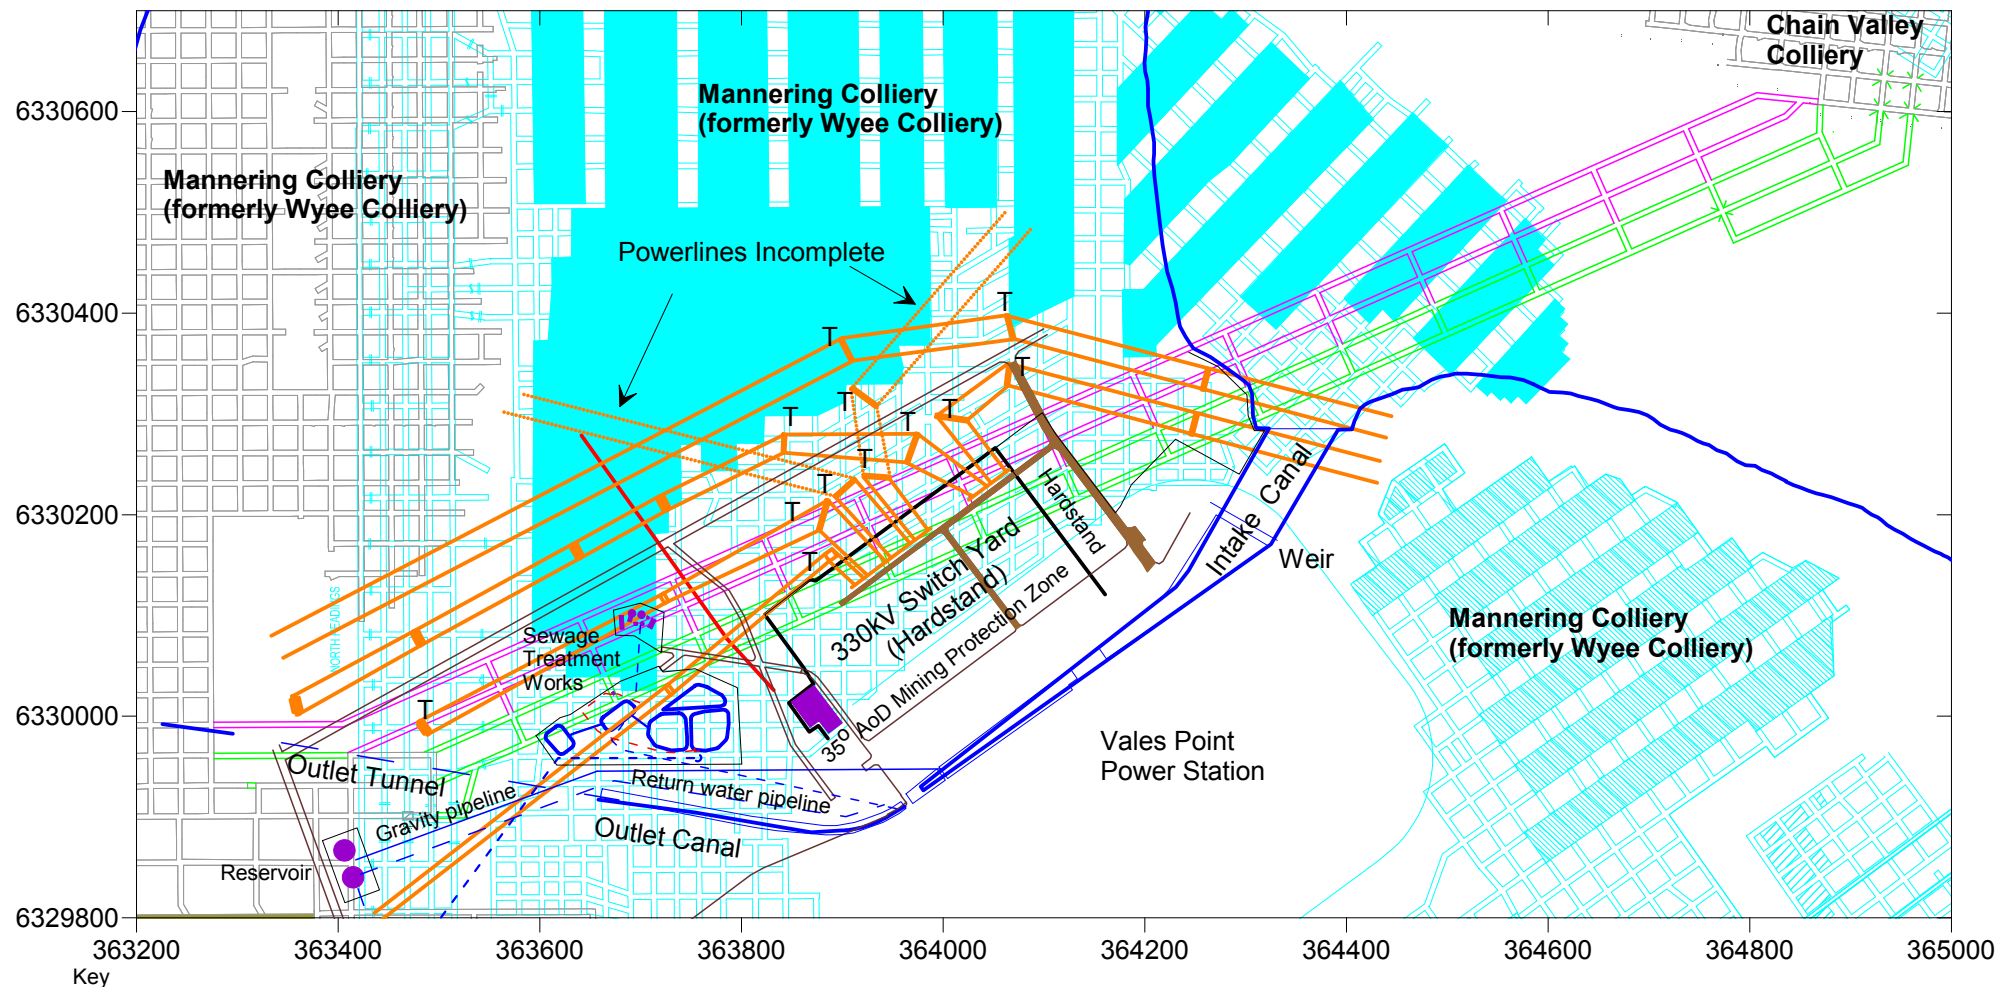 Chain Valley
Colliery
Mannering Colliery
(formerly Wyee Colliery)
6330600
Mannering Colliery
(formerly Wyee Colliery)
Powerlines Incomplete
6330400
T
T
T
T
T
T
T
T
T
T
T
T
6330200
Hardstand
Intake Canal
Weir
330kV Switch Yard
(Hardstand)
35º AoD Mining Protection Zone
NORTH HEADINGS
Sewage
Treatment
Works
Mannering Colliery
(formerly Wyee Colliery)
6330000
Vales Point
Power Station
Outlet Tunnel
Return water pipeline
Gravity pipeline
Outlet Canal
Reservoir
6329800
363200
363400
363600
363800
364000
364200
364400
364600
364800
365000
Key